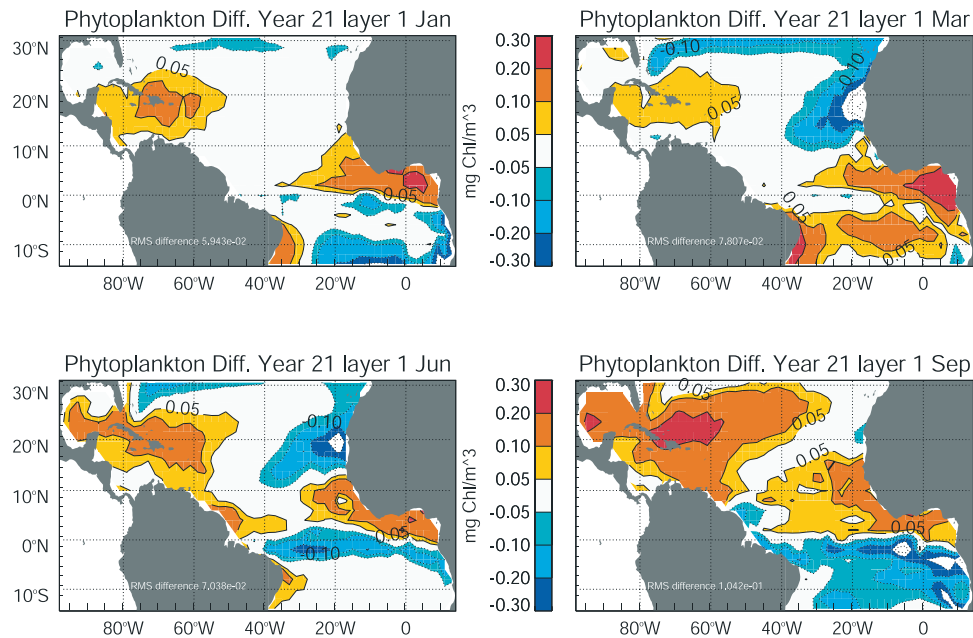 Phytoplankton Diff. Year 21 layer 1 Jan
30°N
20°N
10°N
0°N
10°S
0.05
0.05
RMS difference 5,943e-02
80°W 60°W 40°W 20°W 0
0.30
0.20
0.10
0.05
-0.05
-0.10
-0.20
-0.30
mg Chl/m^3
Phytoplankton Diff. Year 21 layer 1 Mar
-0.10
0.10
0.05
0.05
0.05
RMS difference 7,807e-02
80°W 60°W 40°W 20°W 0
Phytoplankton Diff. Year 21 layer 1 Jun
30°N
20°N
10°N
0°N
10°S
0.05
-0.10
0.05
-0.10
RMS difference 7,038e-02
80°W 60°W 40°W 20°W 0
0.30
0.20
0.10
0.05
-0.05
-0.10
-0.20
-0.30
mg Chl/m^3
Phytoplankton Diff. Year 21 layer 1 Sep
0.05
0.05
0.05
0.05
RMS difference 1,042e-01
80°W 60°W 40°W 20°W 0